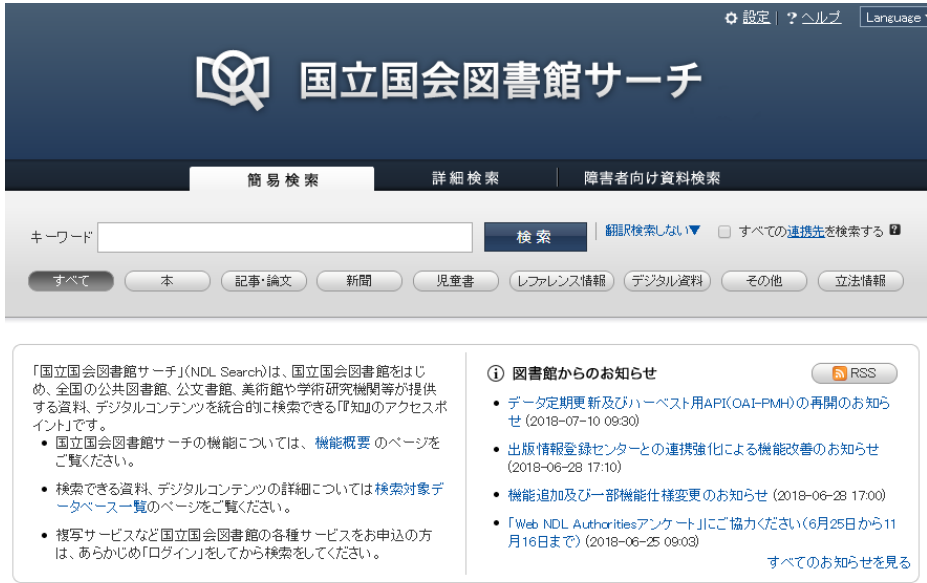 設定 | ? ヘルプ Language
国立国会図書館サーチ
簡易検索 詳細検索 障害者向け資料検索
キーワード 検索 翻訳検索しない▼ すべての連携先を検索する ?
すべて 本 記事・論文 新聞 児童書 レファレンス情報 デジタル資料 その他 立法情報
「国立国会図書館サーチ」(NDL Search)は、国立国会図書館をはじ
め、全国の公共図書館、公文書館、美術館や学術研究機関等が提供
する資料、デジタルコンテンツを統合的に検索できる「『知』のアクセスポ
イント」です。
• 国立国会図書館サーチの機能については、機能概要 のページを
ご覧ください。
• 検索できる資料、デジタルコンテンツの詳細については検索対象デ
ータベース一覧のページをご覧ください。
• 複写サービスなど国立国会図書館の各種サービスをお申込の方
は、あらかじめ「ログイン」をしてから検索をしてください。
図書館からのお知らせ RSS
• データ定期更新及びハーベスト用API(OAI-PMH)の再開のお知ら
せ (2018-07-10 09:30)
• 出版情報登録センターとの連携強化による機能改善のお知らせ
(2018-06-28 17:10)
• 機能追加及び一部機能仕様変更のお知らせ (2018-06-28 17:00)
• 「Web NDL Authoritiesアンケート」にご協力ください(6月25日から11
月16日まで) (2018-06-25 09:03)
すべてのお知らせを見る